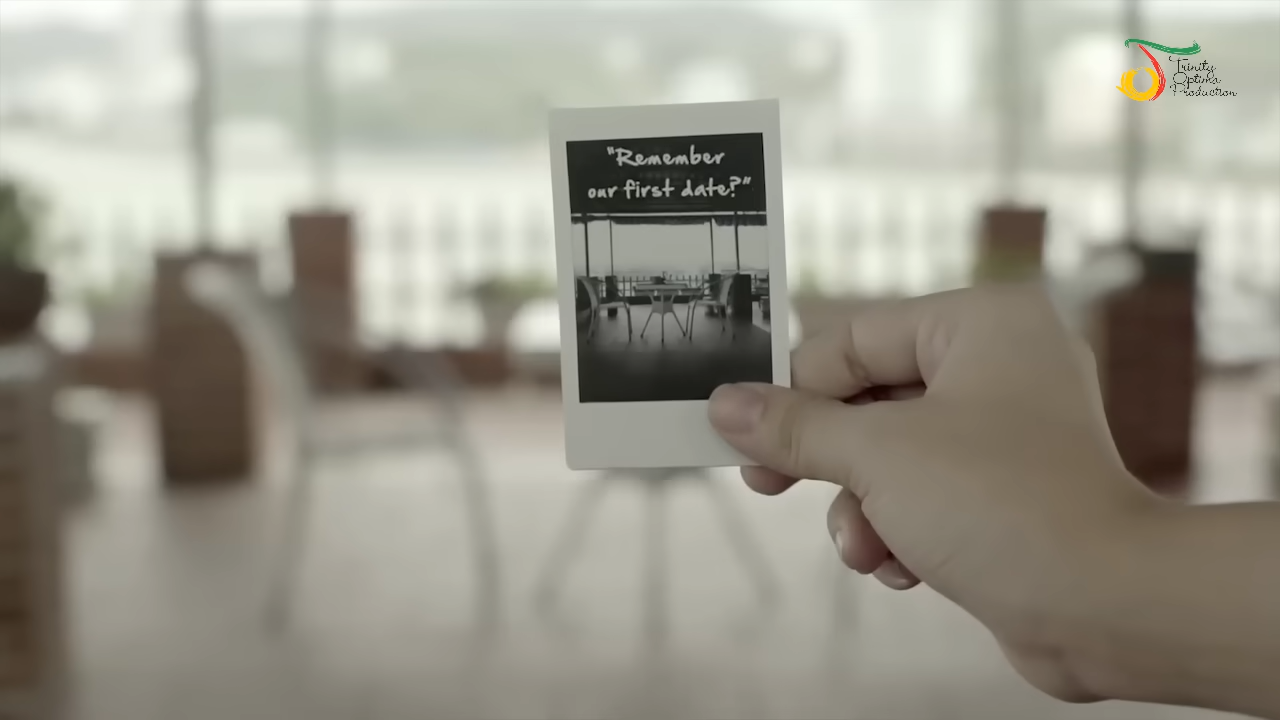 "Remember
our first date?"
Trinity
Optima
Production